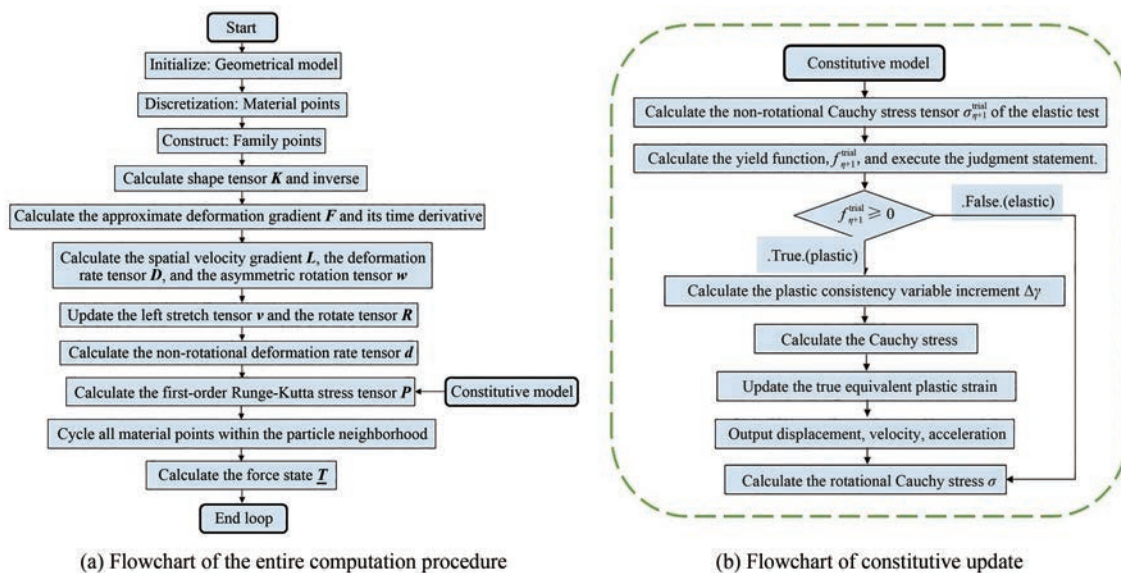 Start
Initialize: Geometrical model
Discretization: Material points
Construct: Family points
Calculate shape tensor K and inverse
Calculate the approximate deformation gradient F and its time derivative
Calculate the spatial velocity gradient L, the deformation
rate tensor D, and the asymmetric rotation tensor w
Update the left stretch tensor v and the rotate tensor R
Calculate the non-rotational deformation rate tensor d
Calculate the first-order Runge-Kutta stress tensor P
Constitutive model
Cycle all material points within the particle neighborhood
Calculate the force state T
End loop
(a) Flowchart of the entire computation procedure
Constitutive model
Calculate the non-rotational Cauchy stress tensor σ_{η+1}^{trial} of the elastic test
Calculate the yield function, f_{η+1}^{trial}, and execute the judgment statement.
f_{η+1}^{trial} ⩾ 0
.False.(elastic)
.True.(plastic)
Calculate the plastic consistency variable increment Δγ
Calculate the Cauchy stress
Update the true equivalent plastic strain
Output displacement, velocity, acceleration
Calculate the rotational Cauchy stress σ
(b) Flowchart of constitutive update